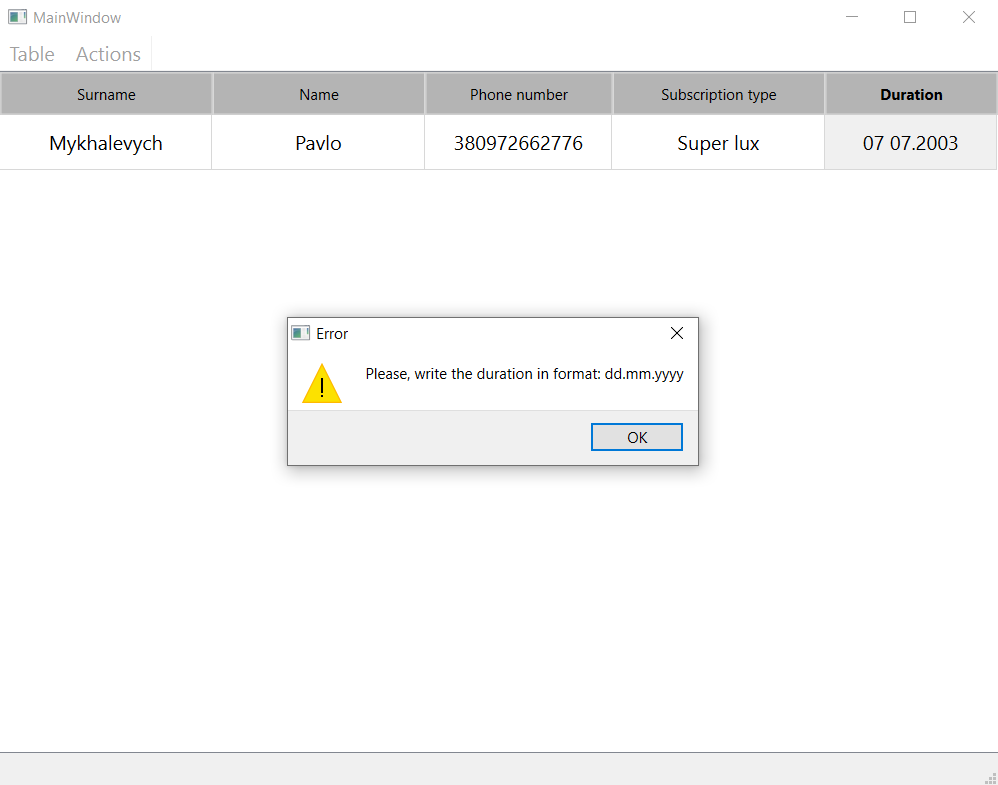 MainWindow
Table Actions
Surname Name Phone number Subscription type Duration
Mykhalevych Pavlo 380972662776 Super lux 07 07.2003
Error
Please, write the duration in format: dd.mm.yyyy
OK